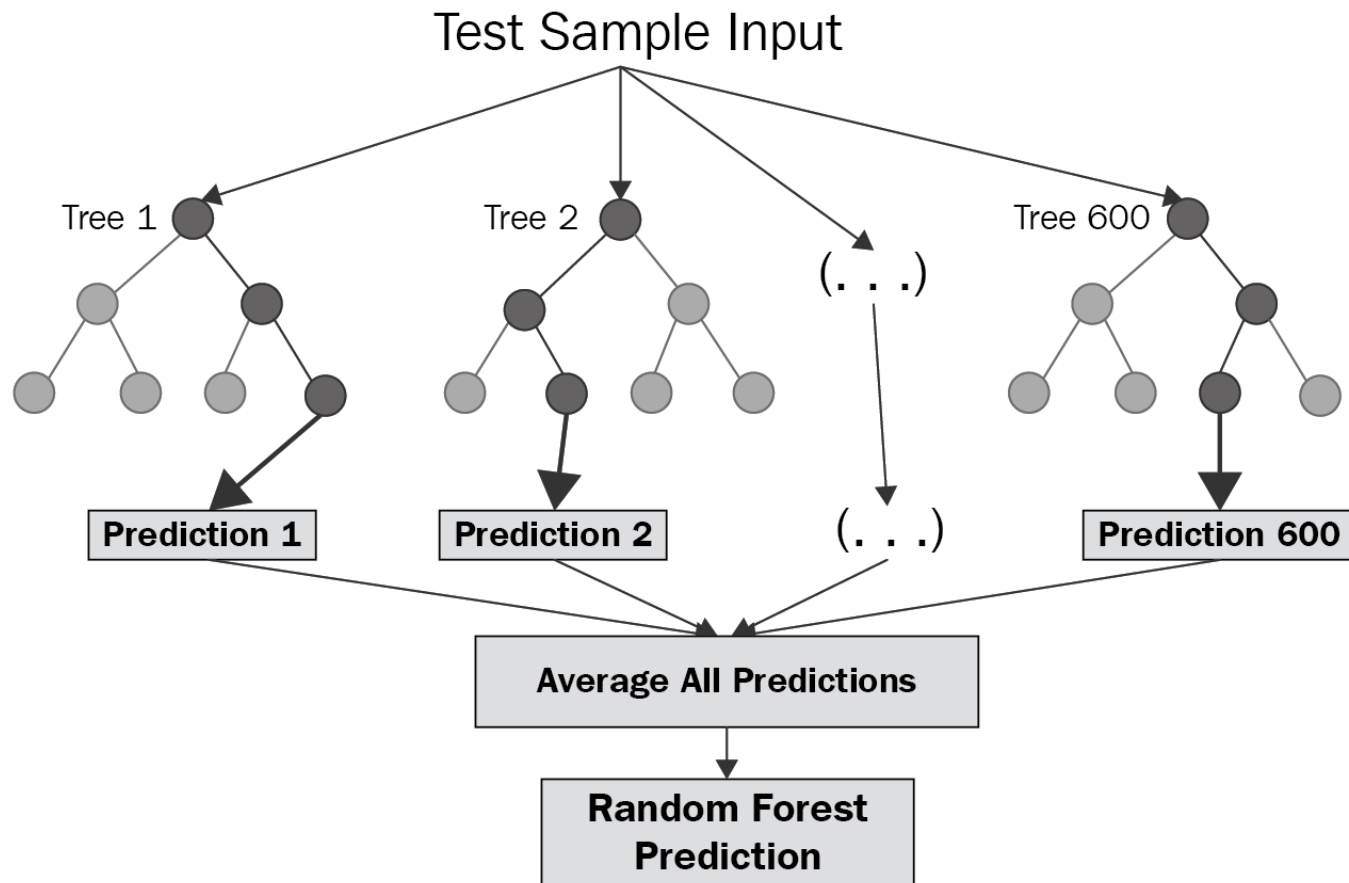 Test Sample Input
Tree 1
Tree 2
Tree 600
(. . .)
Prediction 1
Prediction 2
(. . .)
Prediction 600
Average All Predictions
Random Forest
Prediction